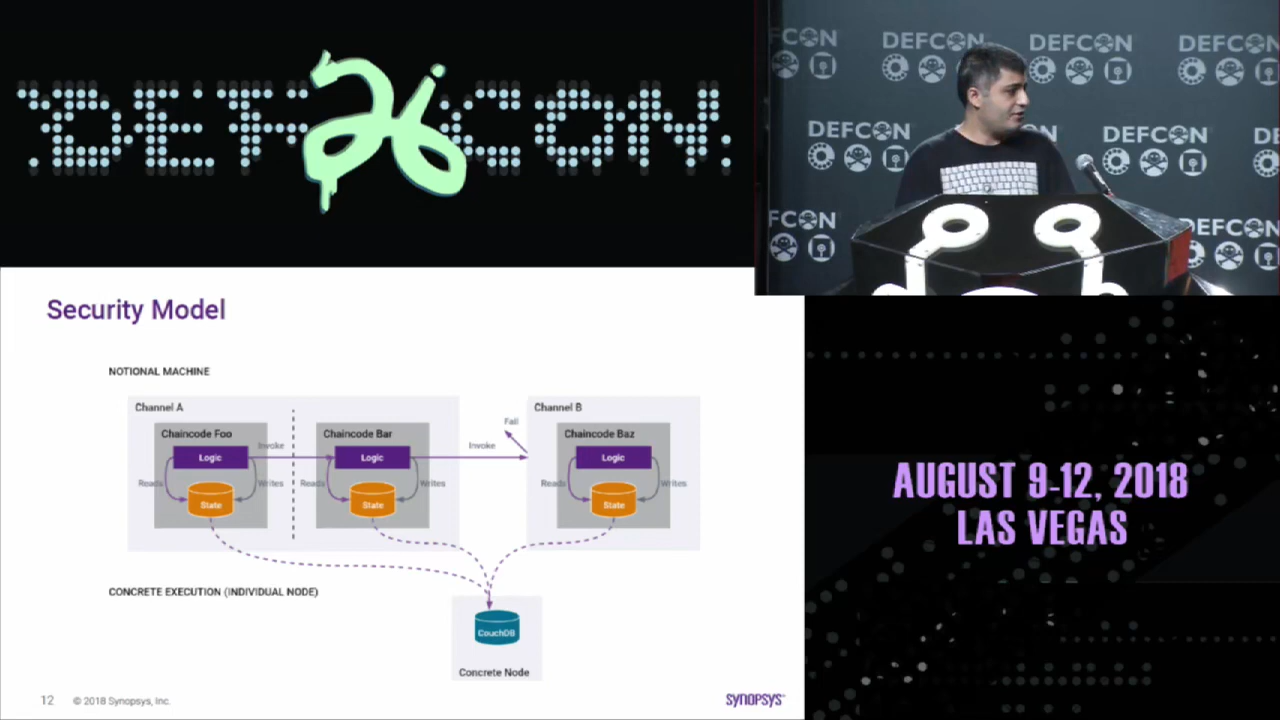 DEF CON
26
DEFCON
DEFCON
DEFCON
DEFCON
DEFCON
DEFCON
Security Model
NOTIONAL MACHINE
Channel A
Channel B
Chaincode Foo
Chaincode Bar
Chaincode Baz
Fail
Invoke
Invoke
Logic
Logic
Logic
Reads
Writes
Reads
Writes
Reads
Writes
State
State
State
CONCRETE EXECUTION (INDIVIDUAL NODE)
CouchDB
Concrete Node
12
© 2018 Synopsys, Inc.
SYNOPSYS®
AUGUST 9-12, 2018
LAS VEGAS